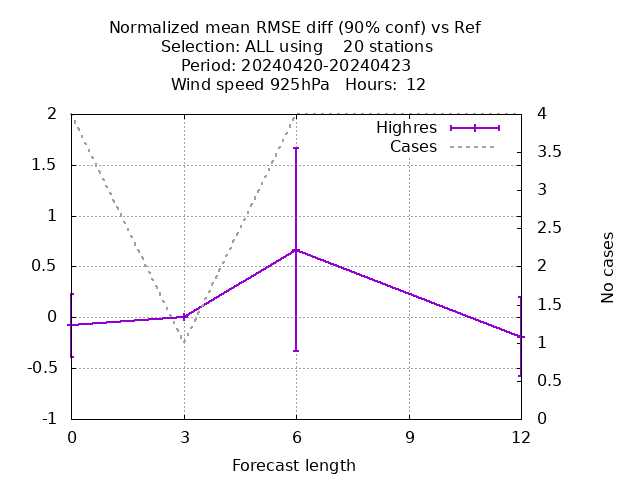 Normalized mean RMSE diff (90% conf) vs Ref
Selection: ALL using    20 stations
Period: 20240420-20240423
Wind speed 925hPa   Hours:  12
Highres
Cases
2
1.5
1
0.5
0
-0.5
-1
4
3.5
3
2.5
2
1.5
1
0.5
0
No cases
0 3 6 9 12
Forecast length